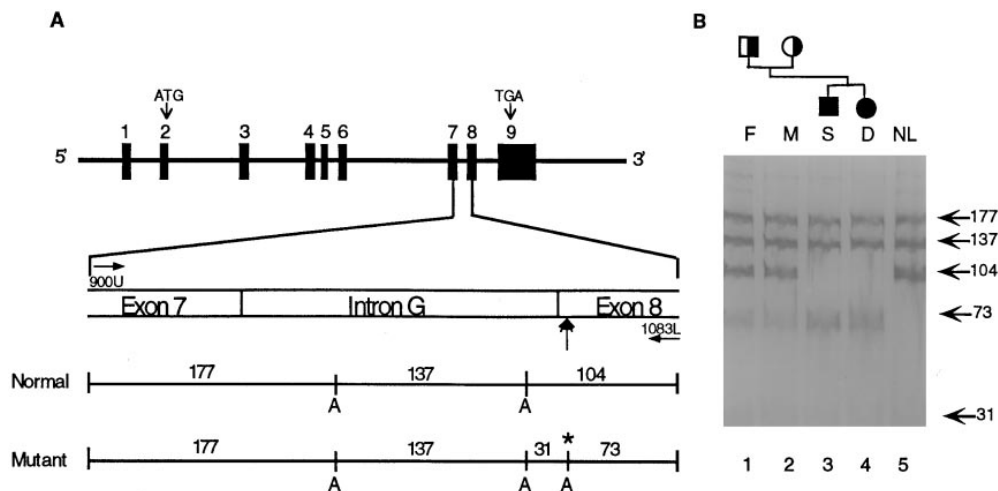 A
ATG
TGA
1 2 3 4 5 6 7 8 9
5' 3'
900U
Exon 7 Intron G Exon 8
1083L
Normal 177 137 104
A A
*
Mutant 177 137 31 73
A A A
B
F M S D NL
177
137
104
73
31
1 2 3 4 5